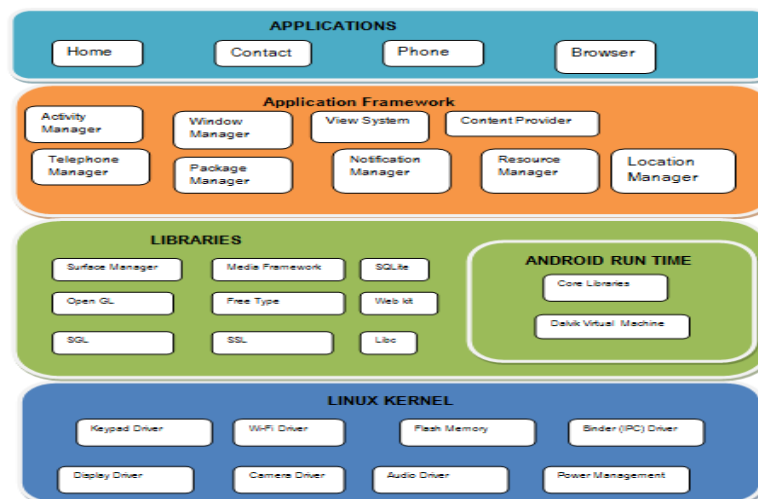 APPLICATIONS
Home
Contact
Phone
Browser
Application Framework
Activity
Manager
Window
Manager
View System
Content Provider
Telephone
Manager
Package
Manager
Notification
Manager
Resource
Manager
Location
Manager
LIBRARIES
Surface Manager
Media Framework
SQLite
Open GL
Free Type
Web kit
SGL
SSL
Libc
ANDROID RUN TIME
Core Libraries
Dalvik Virtual Machine
LINUX KERNEL
Keypad Driver
Wi-Fi Driver
Flash Memory
Binder (IPC) Driver
Display Driver
Camera Driver
Audio Driver
Power Management